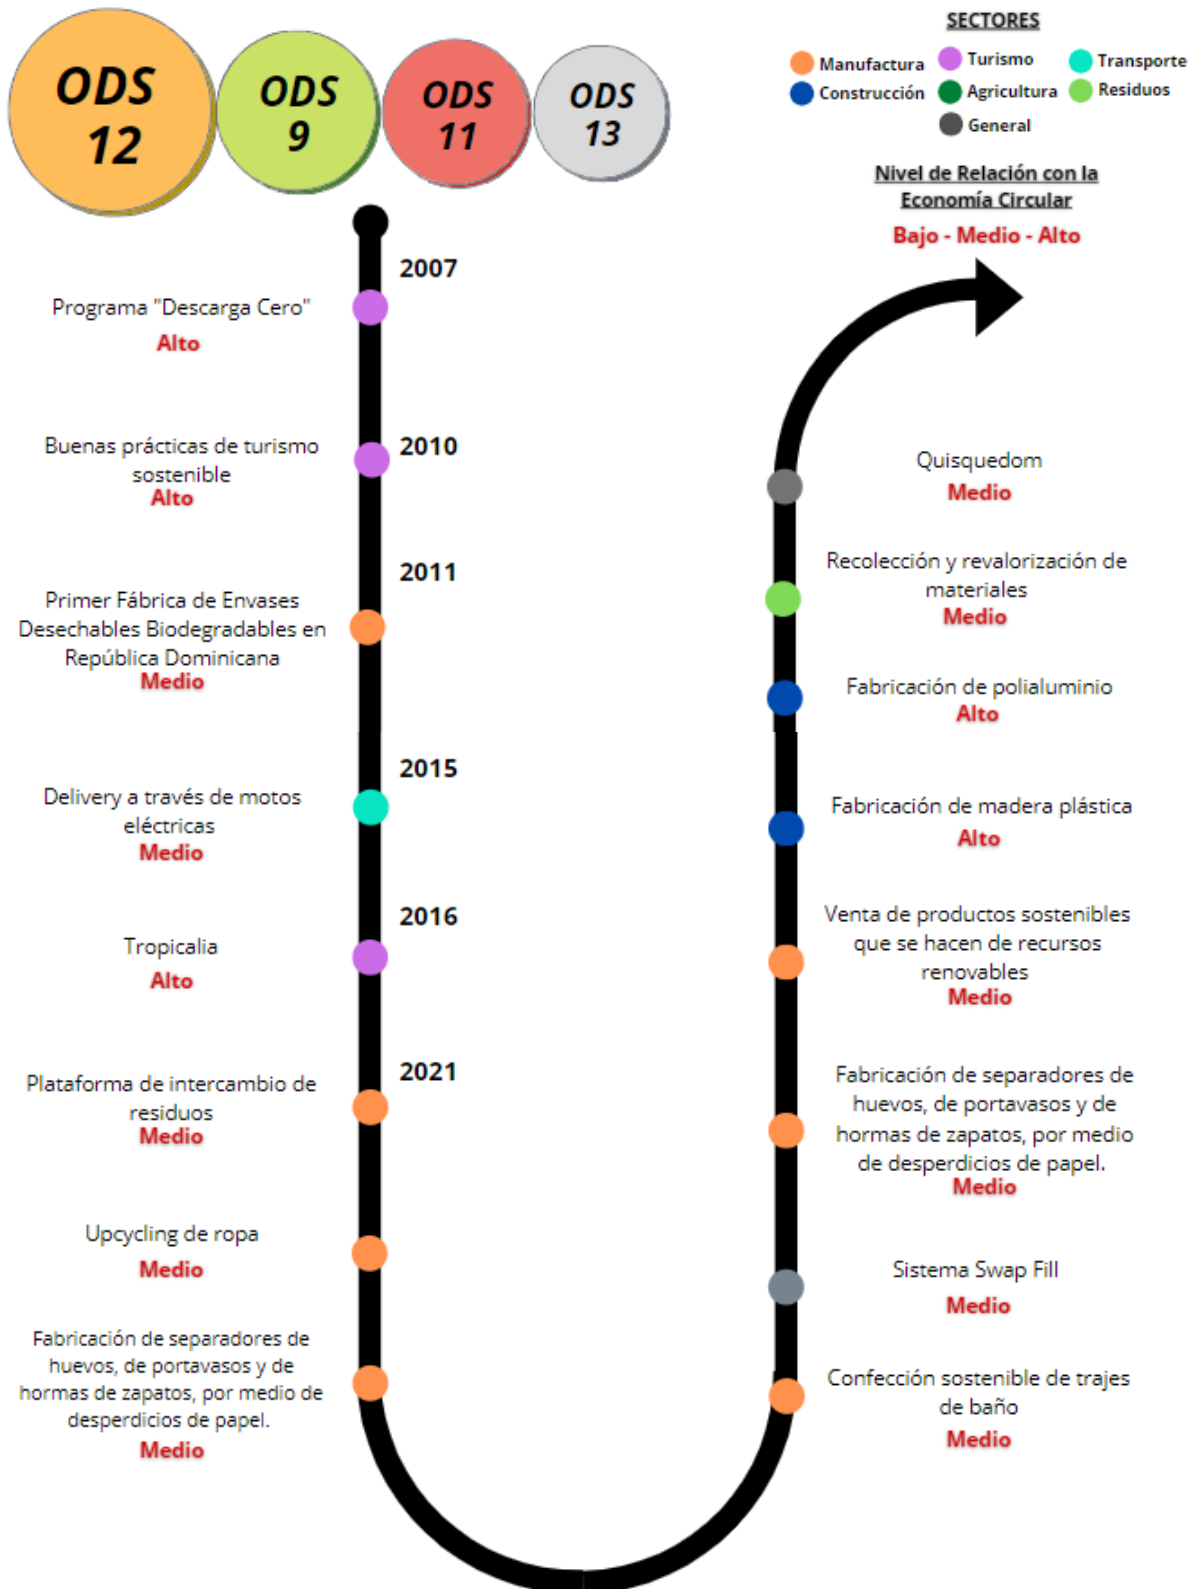 ODS
12
ODS
9
ODS
11
ODS
13
SECTORES
Manufactura
Turismo
Transporte
Construcción
Agricultura
Residuos
General
Nivel de Relación con la
Economía Circular
Bajo - Medio - Alto
2007
Programa "Descarga Cero"
Alto
2010
Buenas prácticas de turismo
sostenible
Alto
2011
Primer Fábrica de Envases
Desechables Biodegradables en
República Dominicana
Medio
2015
Delivery a través de motos
eléctricas
Medio
2016
Tropicalia
Alto
2021
Plataforma de intercambio de
residuos
Medio
Upcycling de ropa
Medio
Fabricación de separadores de
huevos, de portavasos y de
hormas de zapatos, por medio de
desperdicios de papel.
Medio
Quisquedom
Medio
Recolección y revalorización de
materiales
Medio
Fabricación de polialuminio
Alto
Fabricación de madera plástica
Alto
Venta de productos sostenibles
que se hacen de recursos
renovables
Medio
Fabricación de separadores de
huevos, de portavasos y de
hormas de zapatos, por medio
de desperdicios de papel.
Medio
Sistema Swap Fill
Medio
Confección sostenible de trajes
de baño
Medio